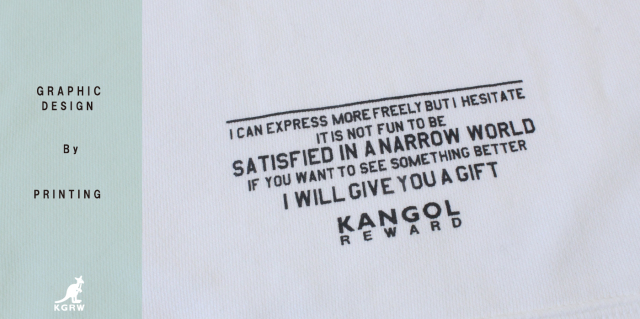 GRAPHIC
DESIGN
By
PRINTING
KGRW
I CAN EXPRESS MORE FREELY BUT I HESITATE
IT IS NOT FUN TO BE
SATISFIED IN A NARROW WORLD
IF YOU WANT TO SEE SOMETHING BETTER
I WILL GIVE YOU A GIFT
KANGOL
REWARD